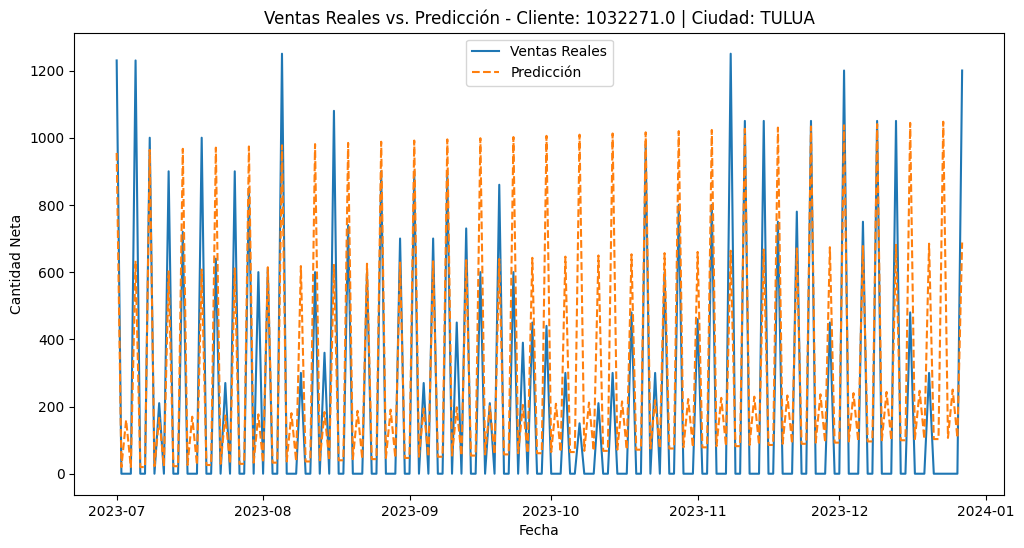 Ventas Reales vs. Predicción - Cliente: 1032271.0 | Ciudad: TULUA
Ventas Reales
Predicción
Cantidad Neta
1200
1000
800
600
400
200
0
2023-07
2023-08
2023-09
2023-10
2023-11
2023-12
2024-01
Fecha